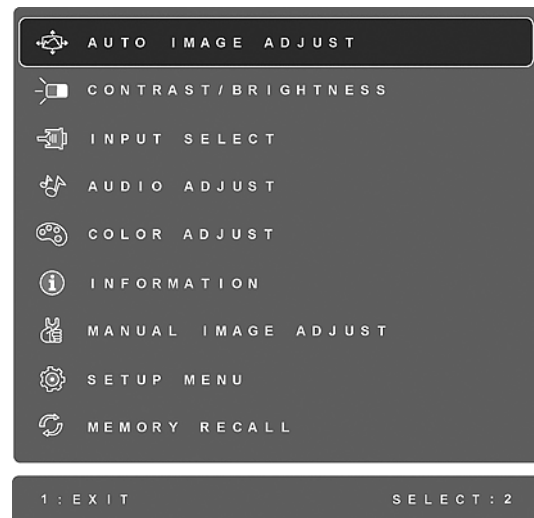 AUTO IMAGE ADJUST
CONTRAST/BRIGHTNESS
INPUT SELECT
AUDIO ADJUST
COLOR ADJUST
INFORMATION
MANUAL IMAGE ADJUST
SETUP MENU
MEMORY RECALL
1:EXIT SELECT:2